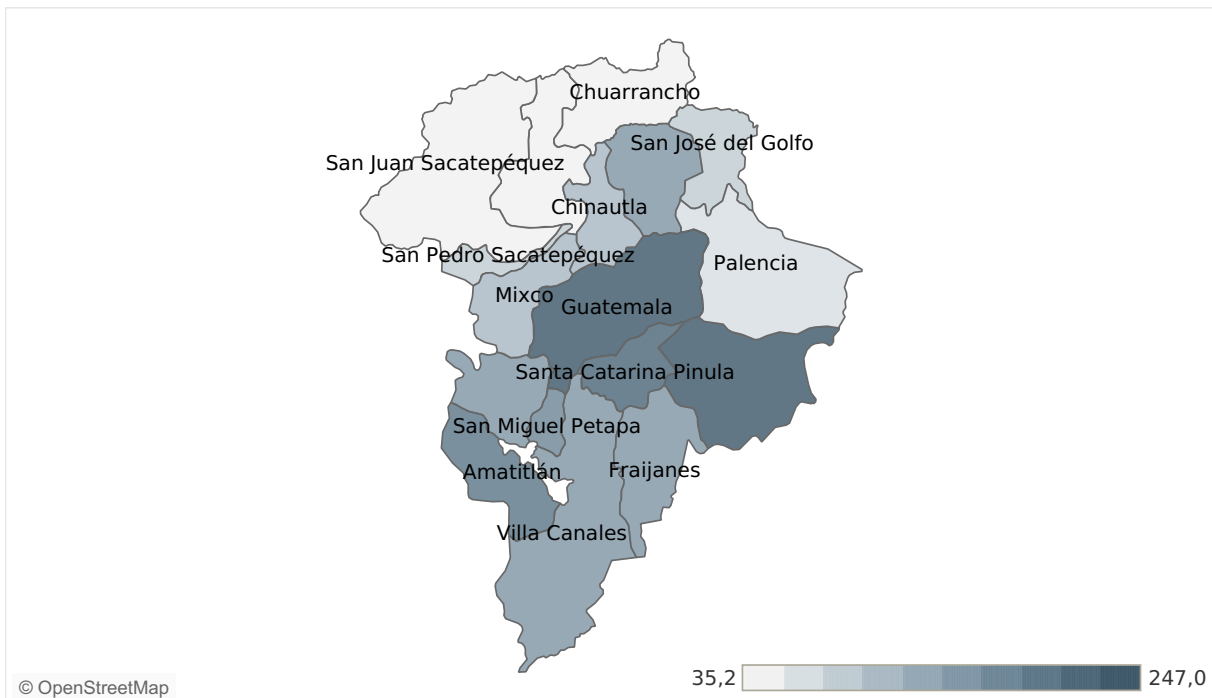 Chuarrancho
San José del Golfo
San Juan Sacatepéquez
Chinautla
San Pedro Sacatepéquez
Palencia
Mixco
Guatemala
Santa Catarina Pinula
San Miguel Petapa
Fraijanes
Amatitlán
Villa Canales
35,2
247,0
© OpenStreetMap